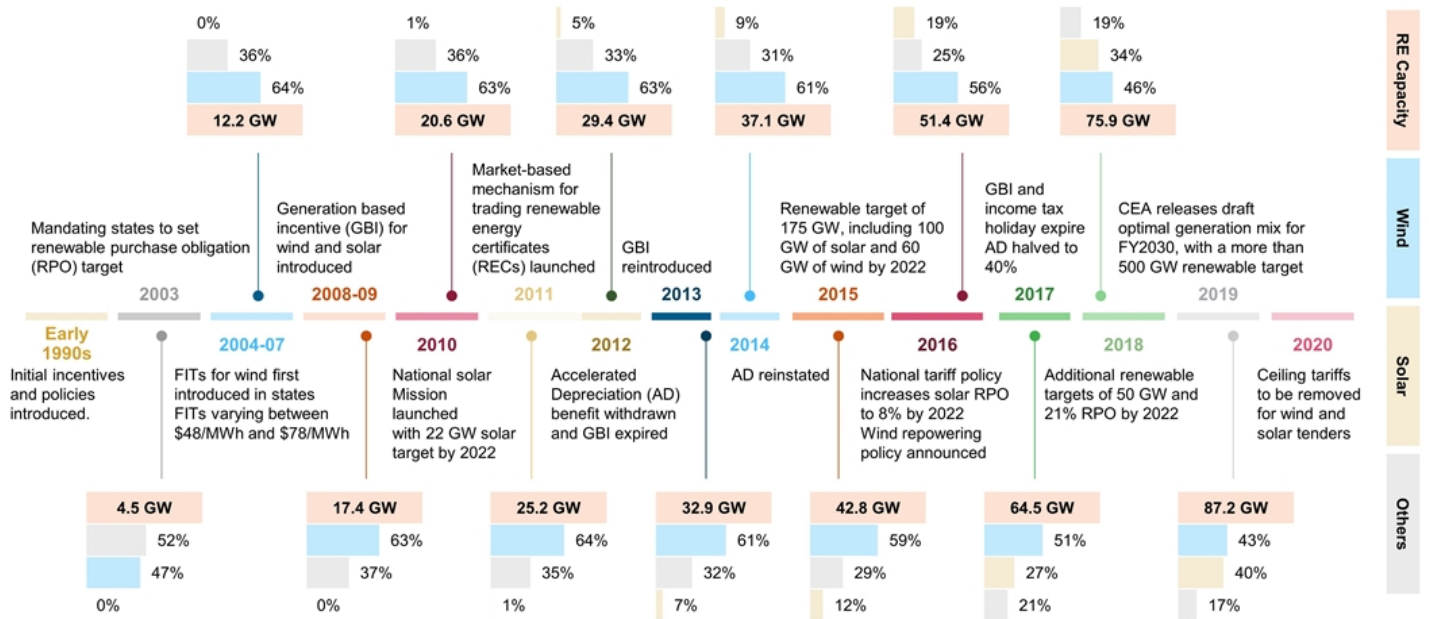 0%
36%
64%
12.2 GW
1%
36%
63%
20.6 GW
5%
33%
63%
29.4 GW
9%
31%
61%
37.1 GW
19%
25%
56%
51.4 GW
19%
34%
46%
75.9 GW
RE Capacity
Wind
Solar
Others
Mandating states to set
renewable purchase obligation
(RPO) target
2003
Generation based
incentive (GBI) for
wind and solar
introduced
2008-09
Market-based
mechanism for
trading renewable
energy
certificates
(RECs) launched
2011
GBI
reintroduced
2013
Renewable target of
175 GW, including 100
GW of solar and 60
GW of wind by 2022
2015
GBI and
income tax
holiday expire
AD halved to
40%
2017
CEA releases draft
optimal generation mix for
FY2030, with a more than
500 GW renewable target
2019
Early
1990s
Initial incentives
and policies
introduced.
2004-07
FITs for wind first
introduced in states
FITs varying between
$48/MWh and $78/MWh
2010
National solar
Mission
launched
with 22 GW solar
target by 2022
2012
Accelerated
Depreciation (AD)
benefit withdrawn
and GBI expired
2014
AD reinstated
2016
National tariff policy
increases solar RPO
to 8% by 2022
Wind repowering
policy announced
2018
Additional renewable
targets of 50 GW and
21% RPO by 2022
2020
Ceiling tariffs
to be removed
for wind and
solar tenders
4.5 GW
52%
47%
0%
17.4 GW
63%
37%
0%
25.2 GW
64%
35%
1%
32.9 GW
61%
32%
7%
42.8 GW
59%
29%
12%
64.5 GW
51%
27%
21%
87.2 GW
43%
40%
17%